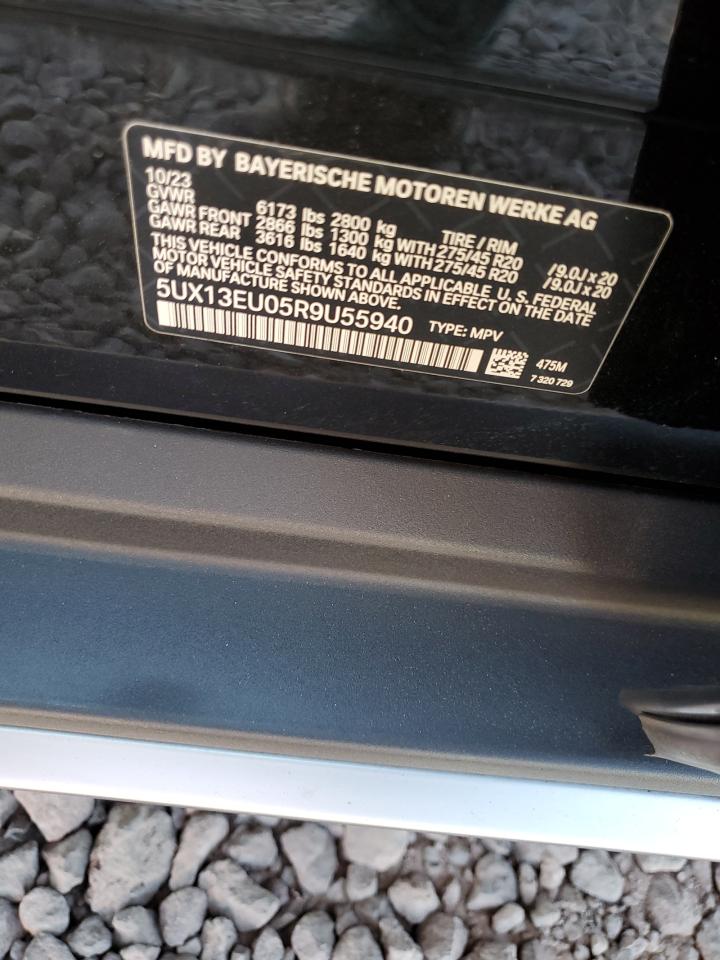 MFD BY BAYERISCHE MOTOREN WERKE AG
10/23
GVWR 6173 lbs 2800 kg TIRE / RIM
GAWR FRONT 2866 lbs 1300 kg WITH 275/45 R20 / 9.0J x 20
GAWR REAR 3616 lbs 1640 kg WITH 275/45 R20 / 9.0J x 20
THIS VEHICLE CONFORMS TO ALL APPLICABLE U. S. FEDERAL
MOTOR VEHICLE SAFETY STANDARDS IN EFFECT ON THE DATE
OF MANUFACTURE SHOWN ABOVE.
5UX13EU05R9U55940 TYPE: MPV
475M
7 320 729